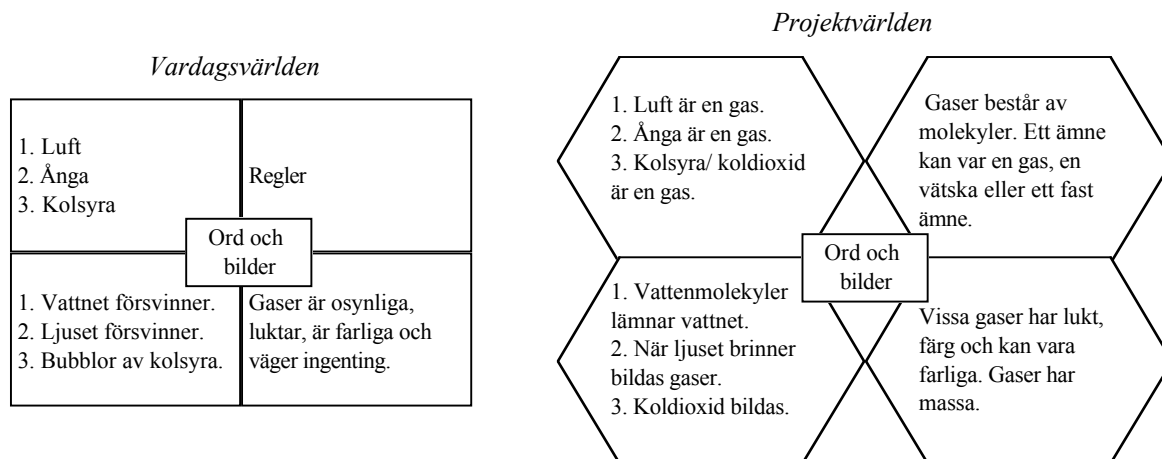 Projektvärlden
Vardagsvärlden
1. Luft
2. Ånga
3. Kolsyra
Regler
Ord och
bilder
1. Vattnet försvinner.
2. Ljuset försvinner.
3. Bubblor av kolsyra.
Gaser är osynliga,
luktar, är farliga och
väger ingenting.
1. Luft är en gas.
2. Ånga är en gas.
3. Kolsyra/ koldioxid
är en gas.
Gaser består av
molekyler. Ett ämne
kan var en gas, en
vätska eller ett fast
ämne.
Ord och
bilder
1. Vattenmolekyler
lämnar vattnet.
2. När ljuset brinner
bildas gaser.
3. Koldioxid bildas.
Vissa gaser har lukt,
färg och kan vara
farliga. Gaser har
massa.